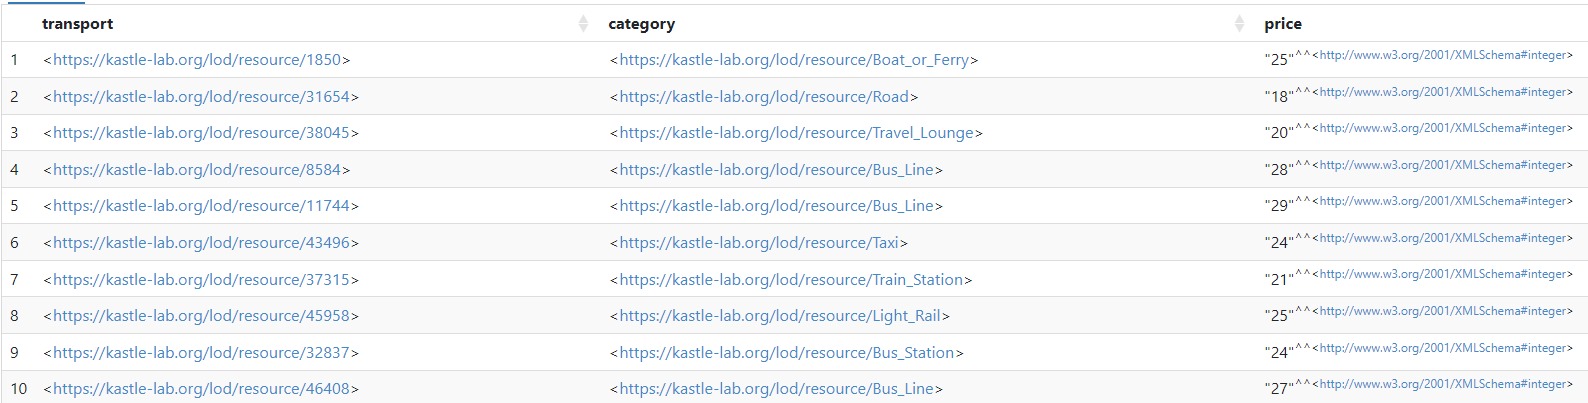 transport category price
1 <https://kastle-lab.org/lod/resource/1850> <https://kastle-lab.org/lod/resource/Boat_or_Ferry> "25"^^<http://www.w3.org/2001/XMLSchema#integer>
2 <https://kastle-lab.org/lod/resource/31654> <https://kastle-lab.org/lod/resource/Road> "18"^^<http://www.w3.org/2001/XMLSchema#integer>
3 <https://kastle-lab.org/lod/resource/38045> <https://kastle-lab.org/lod/resource/Travel_Lounge> "20"^^<http://www.w3.org/2001/XMLSchema#integer>
4 <https://kastle-lab.org/lod/resource/8584> <https://kastle-lab.org/lod/resource/Bus_Line> "28"^^<http://www.w3.org/2001/XMLSchema#integer>
5 <https://kastle-lab.org/lod/resource/11744> <https://kastle-lab.org/lod/resource/Bus_Line> "29"^^<http://www.w3.org/2001/XMLSchema#integer>
6 <https://kastle-lab.org/lod/resource/43496> <https://kastle-lab.org/lod/resource/Taxi> "24"^^<http://www.w3.org/2001/XMLSchema#integer>
7 <https://kastle-lab.org/lod/resource/37315> <https://kastle-lab.org/lod/resource/Train_Station> "21"^^<http://www.w3.org/2001/XMLSchema#integer>
8 <https://kastle-lab.org/lod/resource/45958> <https://kastle-lab.org/lod/resource/Light_Rail> "25"^^<http://www.w3.org/2001/XMLSchema#integer>
9 <https://kastle-lab.org/lod/resource/32837> <https://kastle-lab.org/lod/resource/Bus_Station> "24"^^<http://www.w3.org/2001/XMLSchema#integer>
10 <https://kastle-lab.org/lod/resource/46408> <https://kastle-lab.org/lod/resource/Bus_Line> "27"^^<http://www.w3.org/2001/XMLSchema#integer>